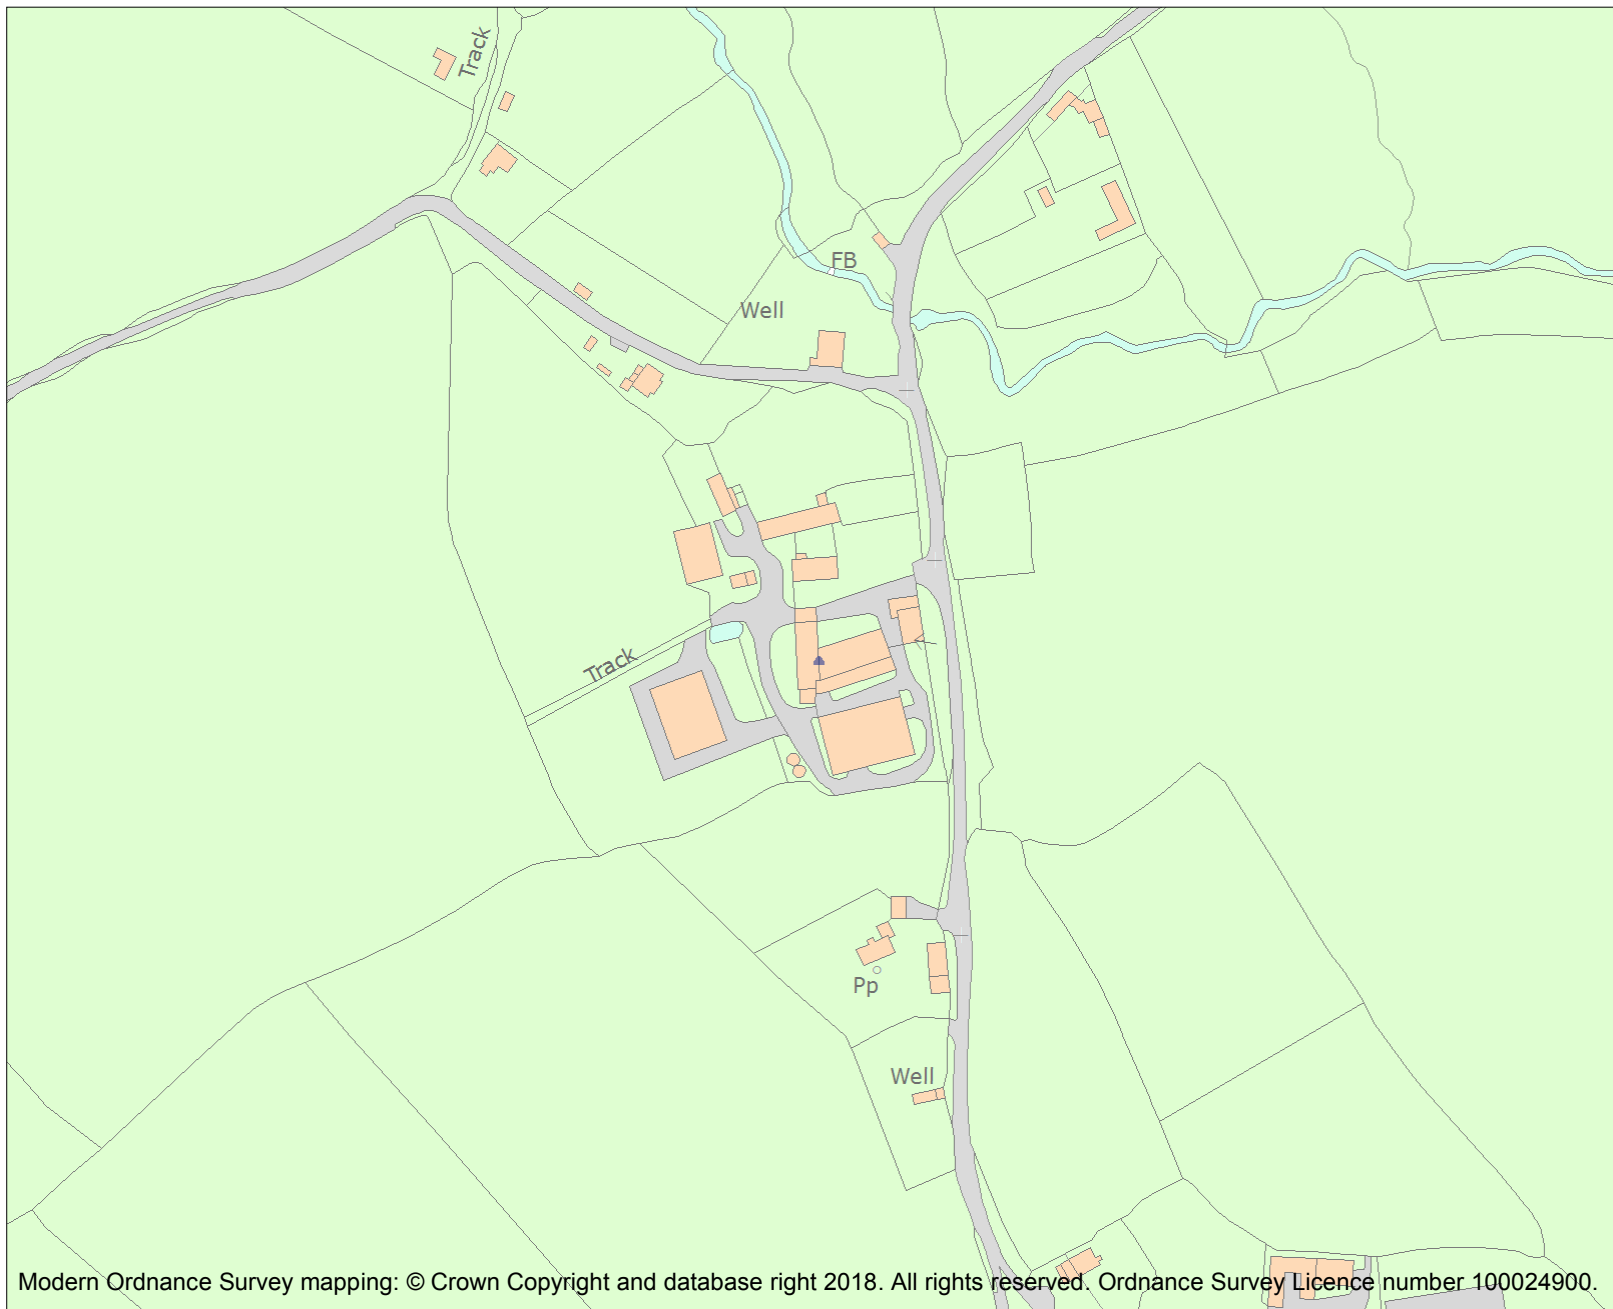 Track
FB
Well
Track
Pp
Well
Modern Ordnance Survey mapping: © Crown Copyright and database right 2018. All rights reserved. Ordnance Survey Licence number 100024900.